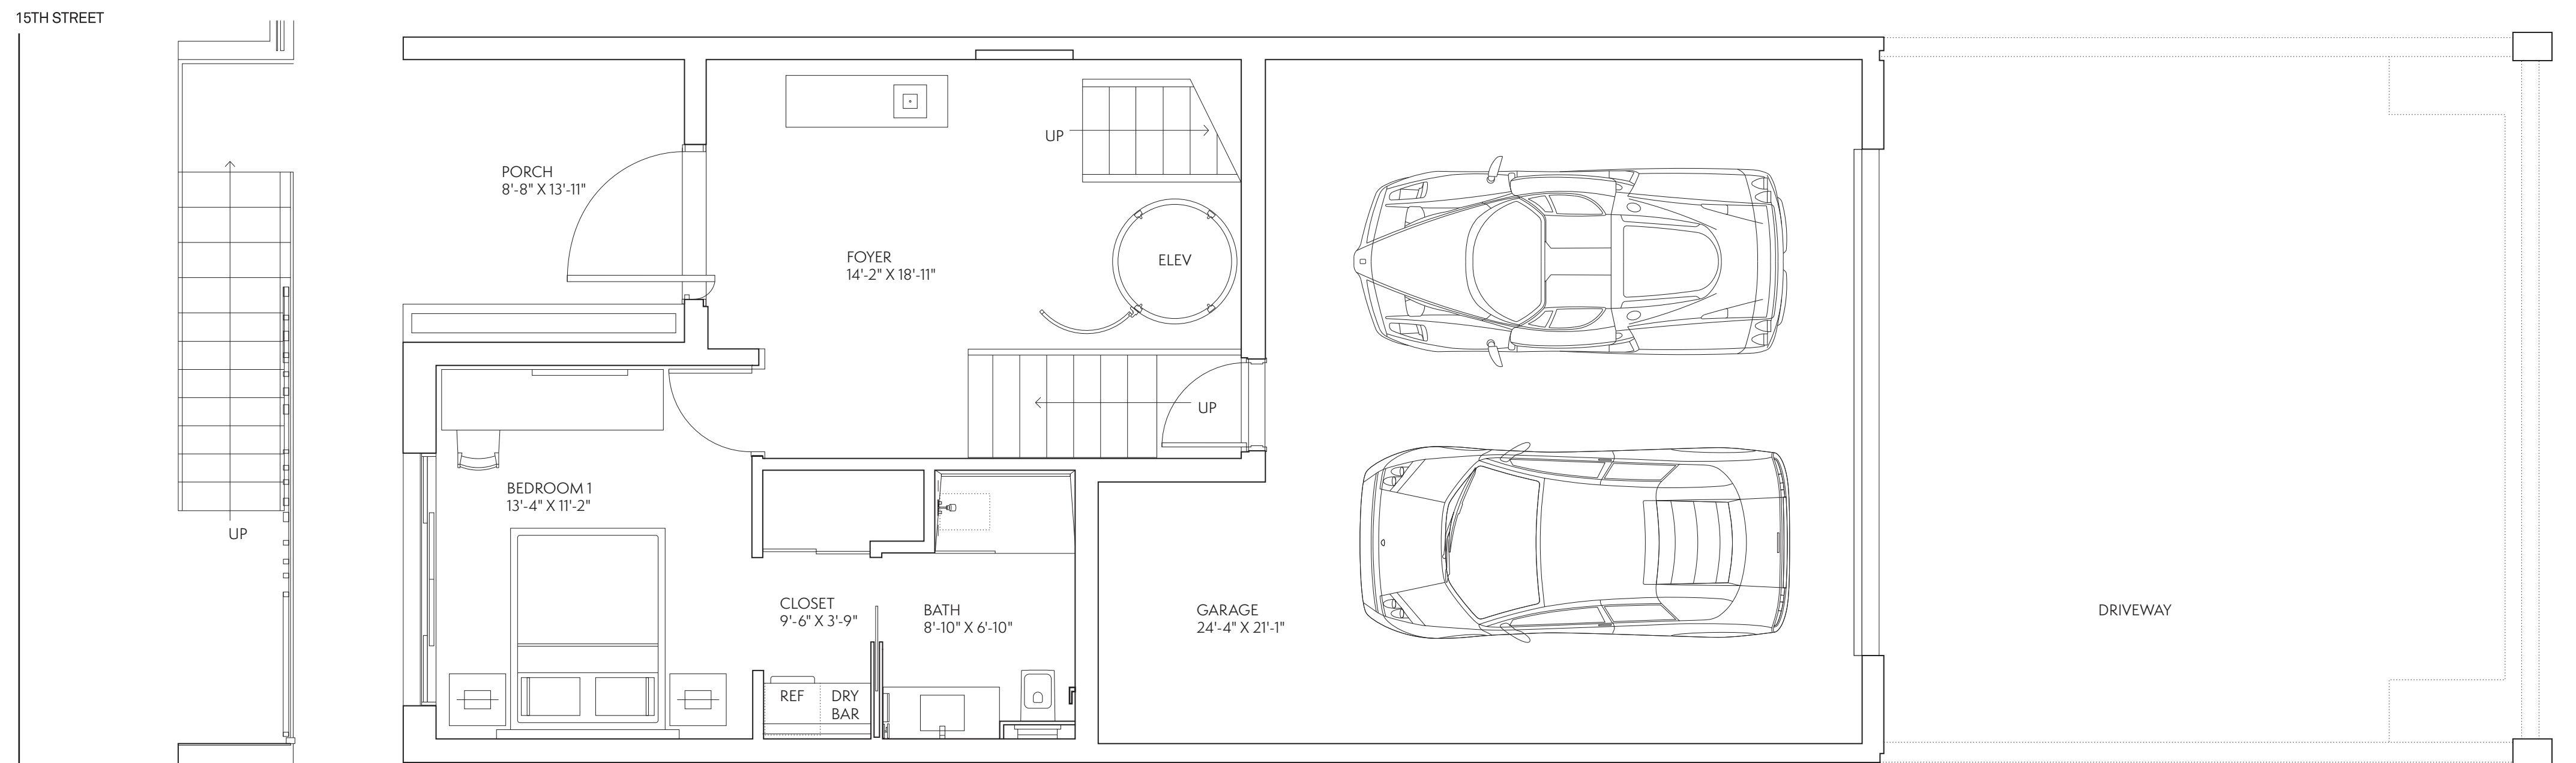 15TH STREET
UP
PORCH
8'-8" X 13'-11"
UP
FOYER
14'-2" X 18'-11"
ELEV
UP
BEDROOM 1
13'-4" X 11'-2"
UP
CLOSET
9'-6" X 3'-9"
BATH
8'-10" X 6'-10"
GARAGE
24'-4" X 21'-1"
DRIVEWAY
REF
DRY
BAR